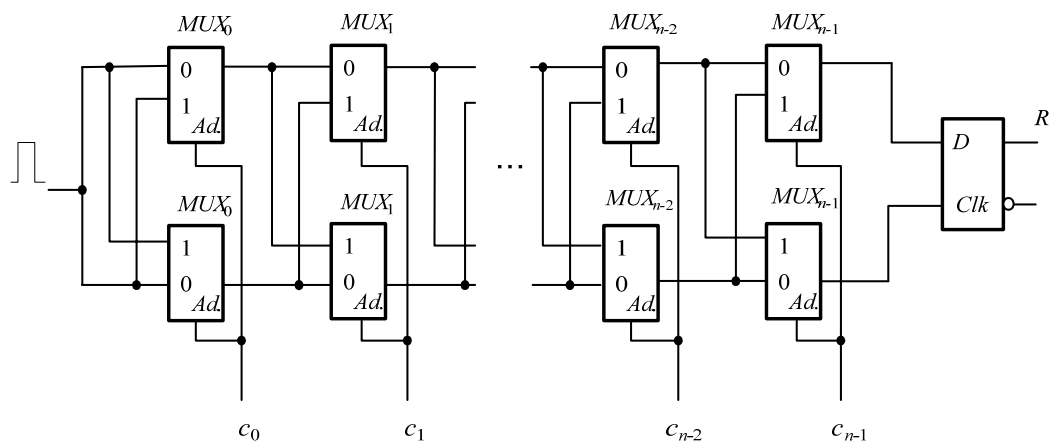 MUX₀ MUX₁ MUXₙ₋₂ MUXₙ₋₁
0 0 0 0
1 1 1 1
Ad. Ad. Ad. Ad.
R
D
...
MUX₀ MUX₁ MUXₙ₋₂ MUXₙ₋₁
Clk
1 1 1 1
0 0 0 0
Ad. Ad. Ad. Ad.
c₀ c₁ cₙ₋₂ cₙ₋₁